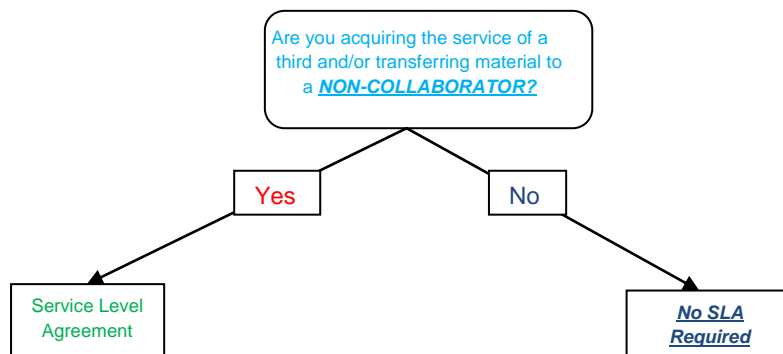 Are you acquiring the service of a
third and/or transferring material to
a NON-COLLABORATOR?
Yes
No
Service Level
Agreement
No SLA
Required